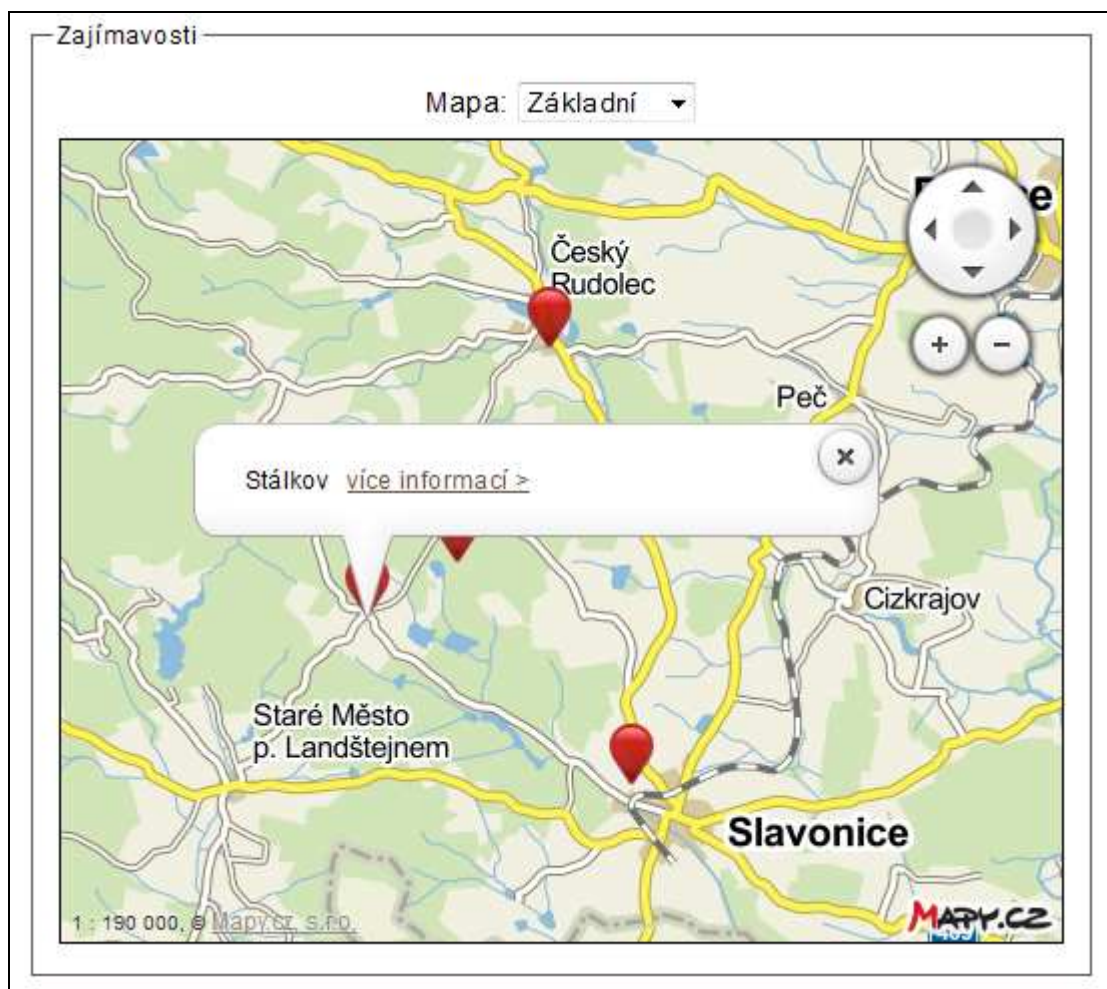 Zajímavosti
Mapa: Základní
Český
Rudolec
+ −
Peč
Stálkov více informací >
Cizkrajov
Staré Město
p. Landštejnem
Slavonice
1 : 190 000, © Mapy.cz, s.r.o.
MAPY.CZ